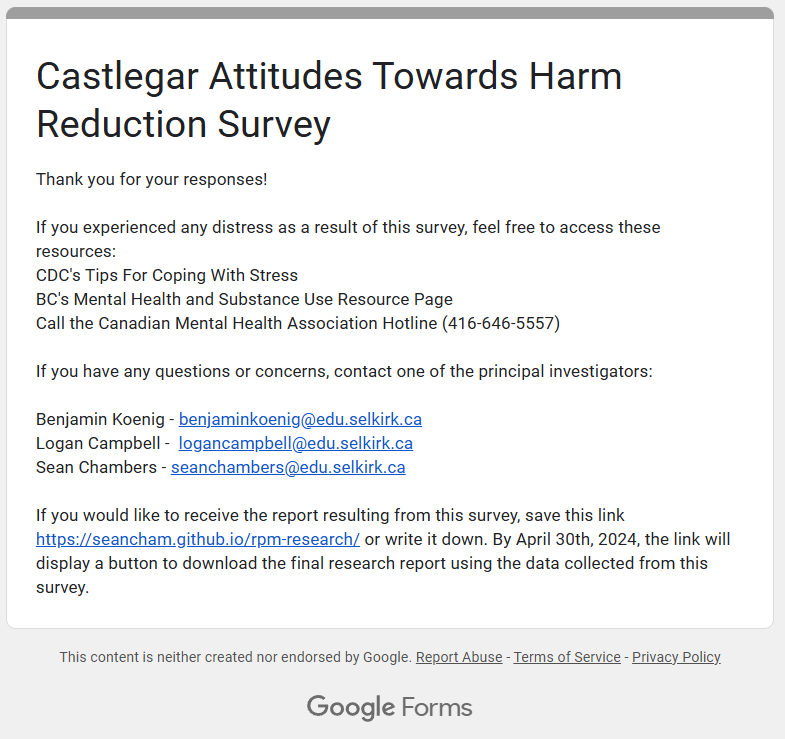 Castlegar Attitudes Towards Harm
Reduction Survey
Thank you for your responses!
If you experienced any distress as a result of this survey, feel free to access these
resources:
CDC's Tips For Coping With Stress
BC's Mental Health and Substance Use Resource Page
Call the Canadian Mental Health Association Hotline (416-646-5557)
If you have any questions or concerns, contact one of the principal investigators:
Benjamin Koenig - benjaminkoenig@edu.selkirk.ca
Logan Campbell - logancampbell@edu.selkirk.ca
Sean Chambers - seanchambers@edu.selkirk.ca
If you would like to receive the report resulting from this survey, save this link
https://seancham.github.io/rpm-research/ or write it down. By April 30th, 2024, the link will
display a button to download the final research report using the data collected from this
survey.
This content is neither created nor endorsed by Google. Report Abuse - Terms of Service - Privacy Policy
Google Forms